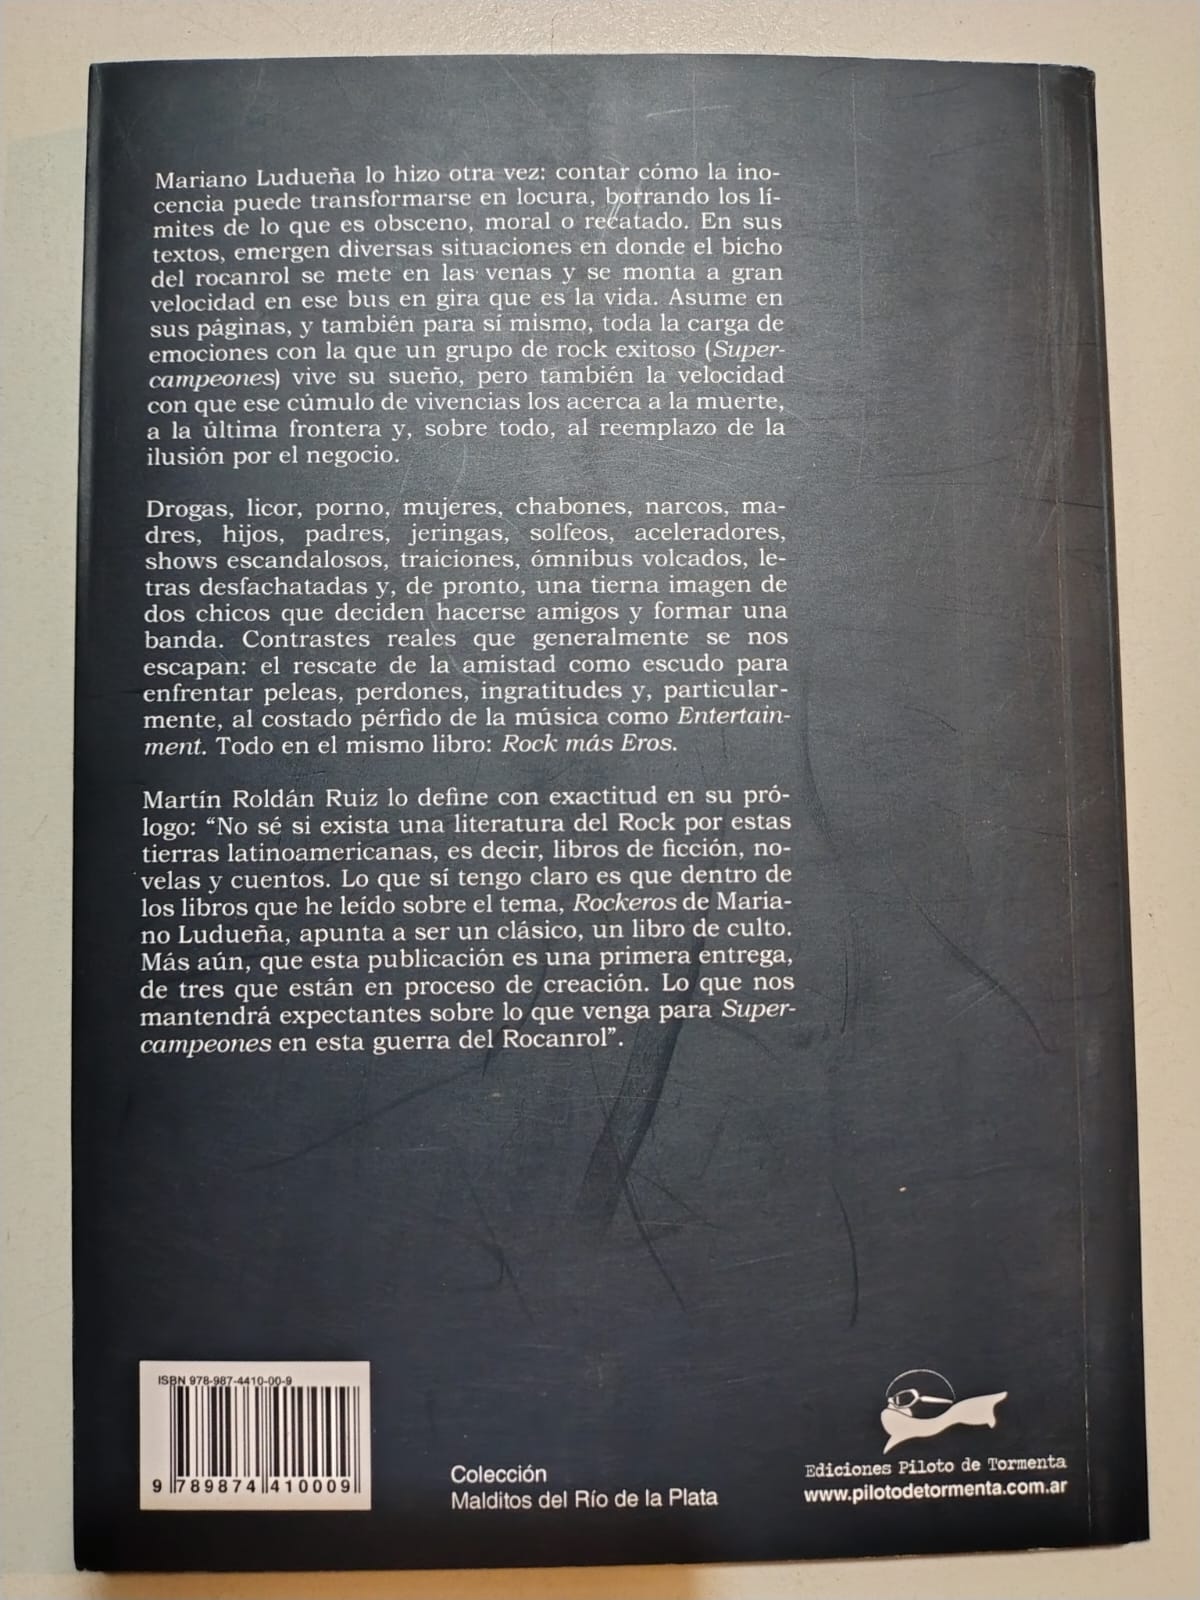 Mariano Ludueña lo hizo otra vez: contar cómo la ino-
cencia puede transformarse en locura, borrando los lí-
mites de lo que es obsceno, moral o recatado. En sus
textos, emergen diversas situaciones en donde el bicho
del rocanrol se mete en las venas y se monta a gran
velocidad en ese bus en gira que es la vida. Asume en
sus páginas, y también para sí mismo, toda la carga de
emociones con la que un grupo de rock exitoso (Super-
campeones) vive su sueño, pero también la velocidad
con que ese cúmulo de vivencias los acerca a la muerte,
a la última frontera y, sobre todo, al reemplazo de la
ilusión por el negocio.
Drogas, licor, porno, mujeres, chabones, narcos, ma-
dres, hijos, padres, jeringas, solfeos, aceleradores,
shows escandalosos, traiciones, ómnibus volcados, le-
tras desfachatadas y, de pronto, una tierna imagen de
dos chicos que deciden hacerse amigos y formar una
banda. Contrastes reales que generalmente se nos
escapan: el rescate de la amistad como escudo para
enfrentar peleas, perdones, ingratitudes y, particular-
mente, al costado pérfido de la música como Entertain-
ment. Todo en el mismo libro: Rock más Eros.
Martín Roldán Ruiz lo define con exactitud en su pró-
logo: “No sé si exista una literatura del Rock por estas
tierras latinoamericanas, es decir, libros de ficción, no-
velas y cuentos. Lo que sí tengo claro es que dentro de
los libros que he leído sobre el tema, Rockeros de Maria-
no Ludueña, apunta a ser un clásico, un libro de culto.
Más aún, que esta publicación es una primera entrega,
de tres que están en proceso de creación. Lo que nos
mantendrá expectantes sobre lo que venga para Super-
campeones en esta guerra del Rocanrol”.
ISBN 978-987-4410-00-9
9 789874 410009
Colección
Malditos del Río de la Plata
Ediciones Piloto de Tormenta
www.pilotodetormenta.com.ar